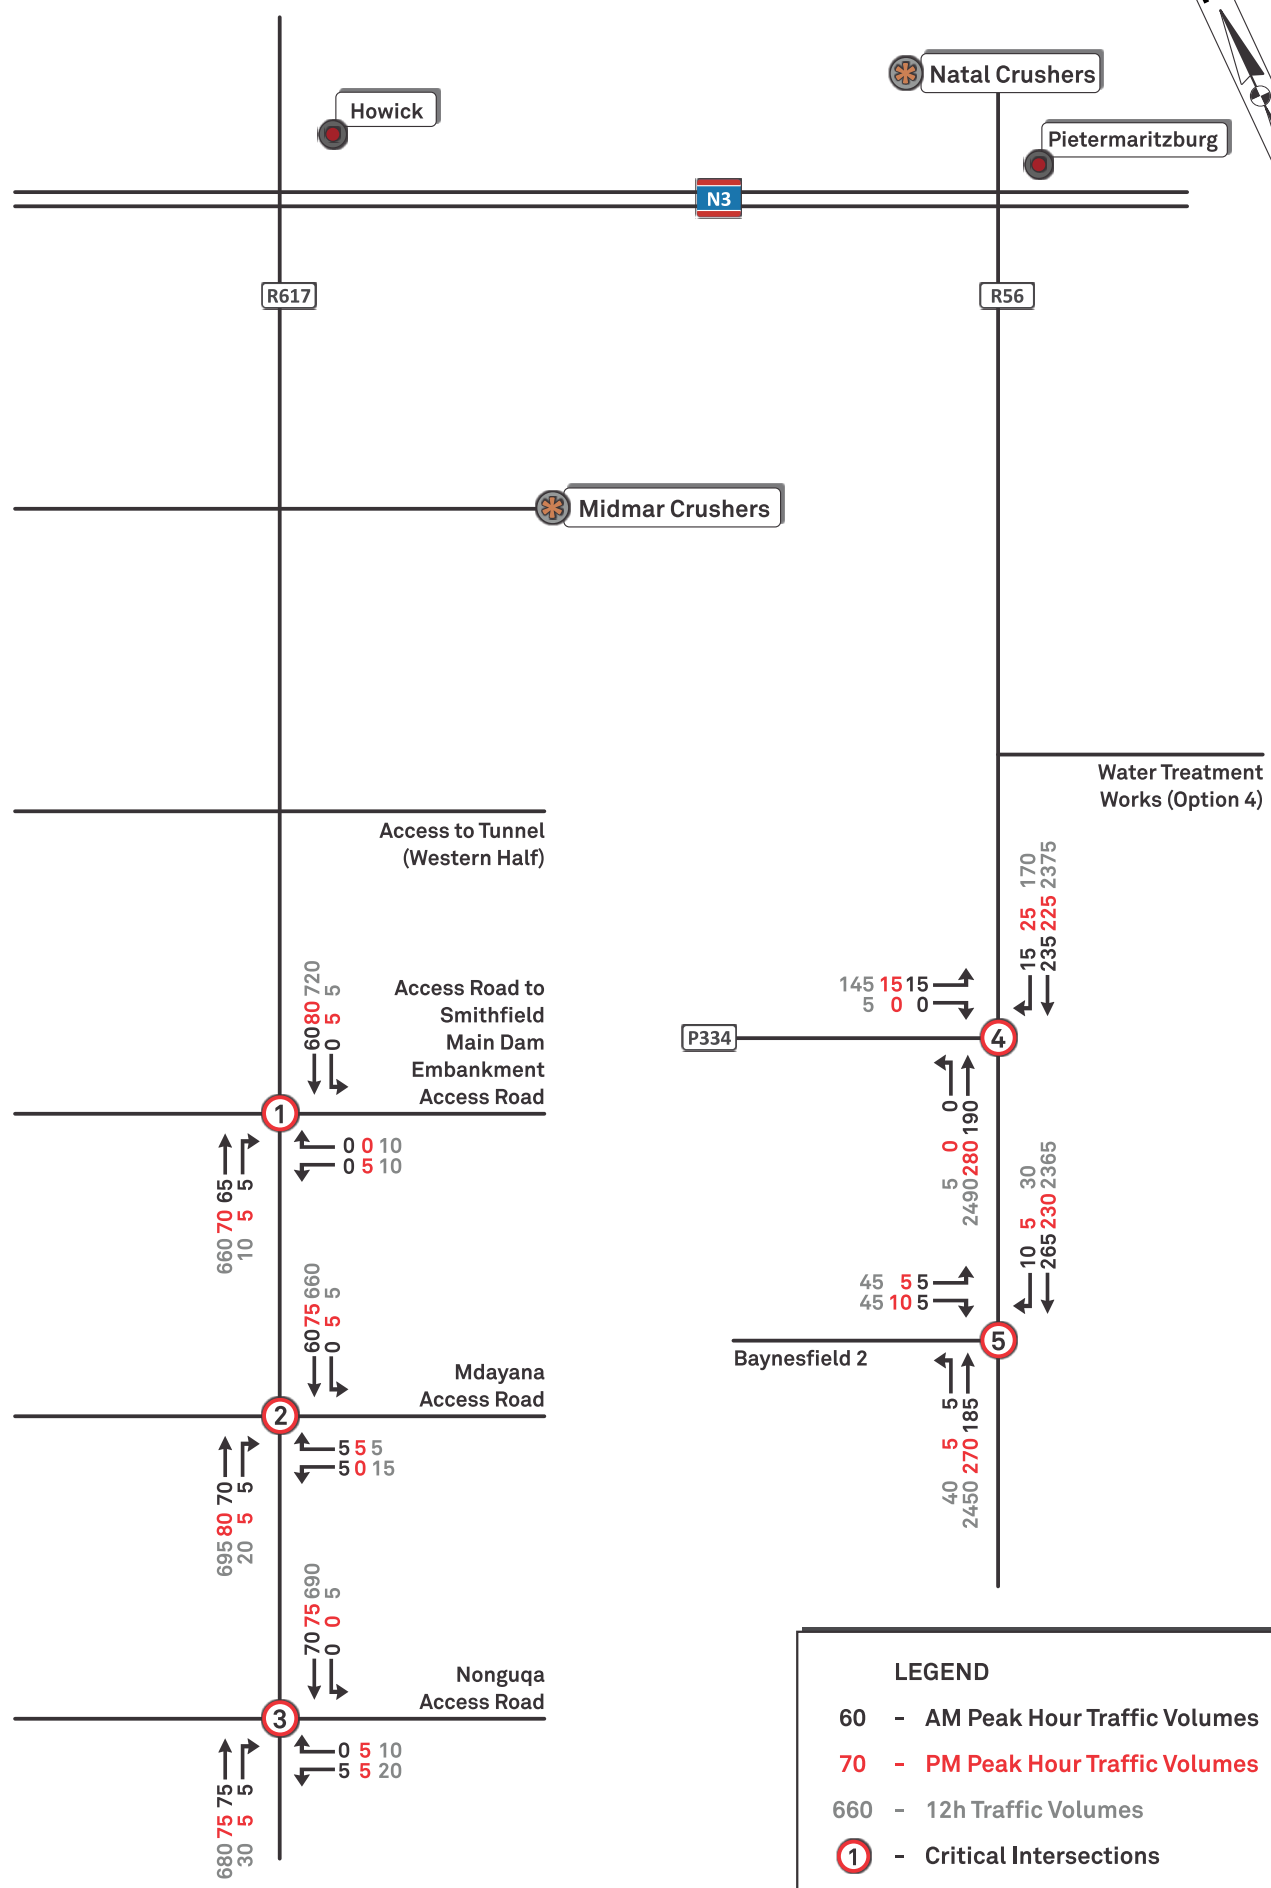 Natal Crushers
Howick
Pietermaritzburg
N3
R617
R56
Midmar Crushers
Water Treatment
Works (Option 4)
Access to Tunnel
(Western Half)
15 25 170
235 225 2375
60 80 720
0 5 5
Access Road to
Smithfield
Main Dam
Embankment
Access Road
145 15 15
5 0 0
P334
4
1
5 0 0
2490 280 190
0 0 10
0 5 10
660 70 65
10 5 5
10 5 30
265 230 2365
60 75 660
0 5 5
45 5 5
45 10 5
5
Baynesfield 2
Mdayana
Access Road
2
40 5 5
2450 270 185
5 5 5
5 0 15
695 80 70
20 5 5
70 75 690
0 0 5
Nonguqa
Access Road
3
0 5 10
5 5 20
680 75 75
30 5 5
LEGEND
60 - AM Peak Hour Traffic Volumes
70 - PM Peak Hour Traffic Volumes
660 - 12h Traffic Volumes
1 - Critical Intersections